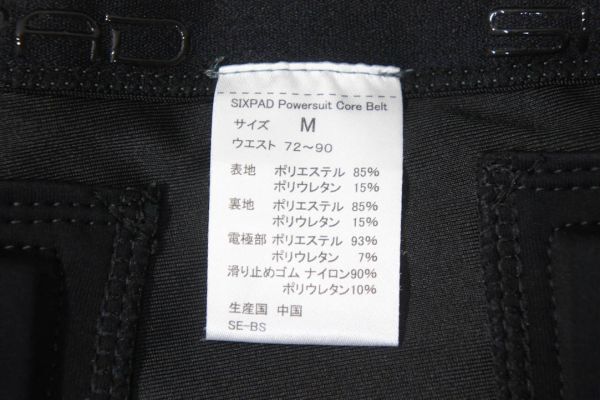 PAD
S
SIXPAD Powersuit Core Belt
サイズ M
ウエスト 72～90
表地 ポリエステル 85%
ポリウレタン 15%
裏地 ポリエステル 85%
ポリウレタン 15%
電極部 ポリエステル 93%
ポリウレタン 7%
滑り止めゴム ナイロン90%
ポリウレタン10%
生産国 中国
SE-BS